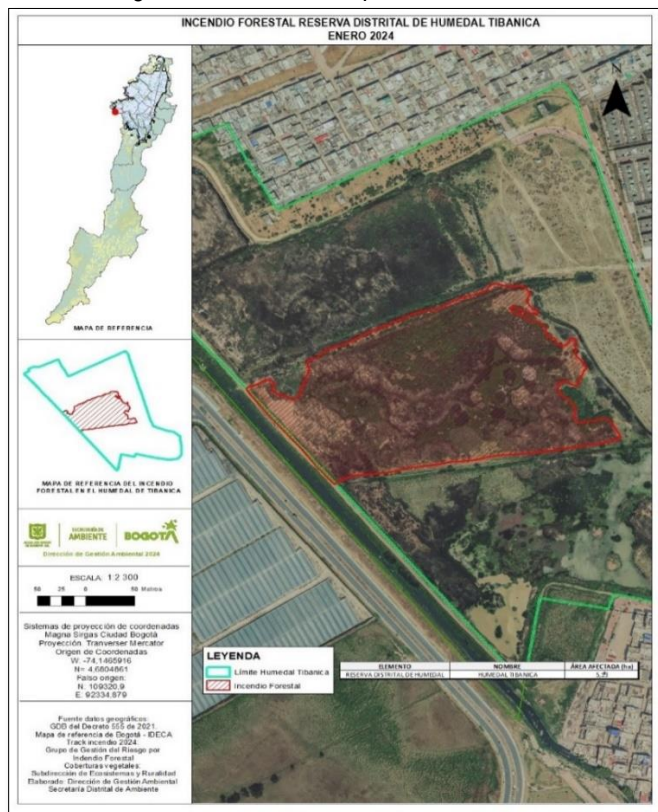 INCENDIO FORESTAL RESERVA DISTRITAL DE HUMEDAL TIBANICA
ENERO 2024
N
MAPA DE REFERENCIA
MAPA DE REFERENCIA DEL INCENDIO
FORESTAL EN EL HUMEDAL DE TIBANICA
AMBIENTE
BOGOTÁ
Dirección de Gestión Ambiental 2024
ESCALA: 1:2 300
50 25 0 50 Metros
Sistemas de proyección de coordenadas
Magna Sirgas Ciudad Bogotá
Proyección: Tranverser Mercator
Origen de Coordenadas
W: -74,1465916
N= 4,6804861
Falso origen:
N: 109320,9
E: 92334,879
Fuente datos geográficos:
GDB del Decreto 555 de 2021.
Mapa de referencia de Bogotá - IDECA
Track incendio 2024.
Grupo de Gestión del Riesgo por
Indendio Forestal
Coberturas vegetales:
Subdirección de Ecosistemas y Ruralidad
Elaborado: Dirección de Gestión Ambiental
Secretaría Distrital de Ambiente
LEYENDA
Límite Humedal Tibanica
Incendio Forestal
ELEMENTO NOMBRE ÁREA AFECTADA (ha)
RESERVA DISTRITAL DE HUMEDAL HUMEDAL TIBANICA